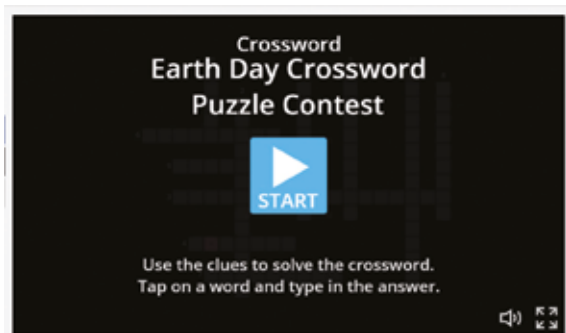 Crossword
Earth Day Crossword
Puzzle Contest
START
Use the clues to solve the crossword.
Tap on a word and type in the answer.